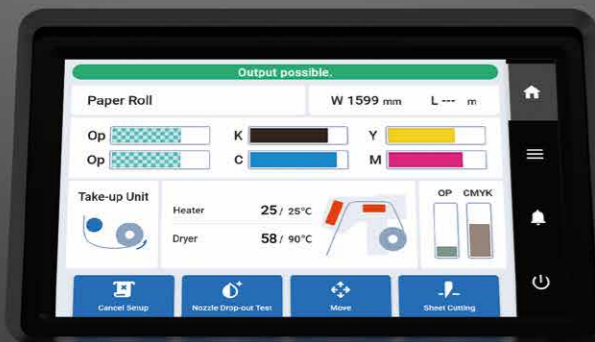 Output possible.
Paper Roll W 1599 mm L --- m
Op K Y
Op C M
Take-up Unit
Heater 25 / 25°C
Dryer 58 / 90°C
OP CMYK
Cancel Setup
Nozzle Drop-out Test
Move
Sheet Cutting